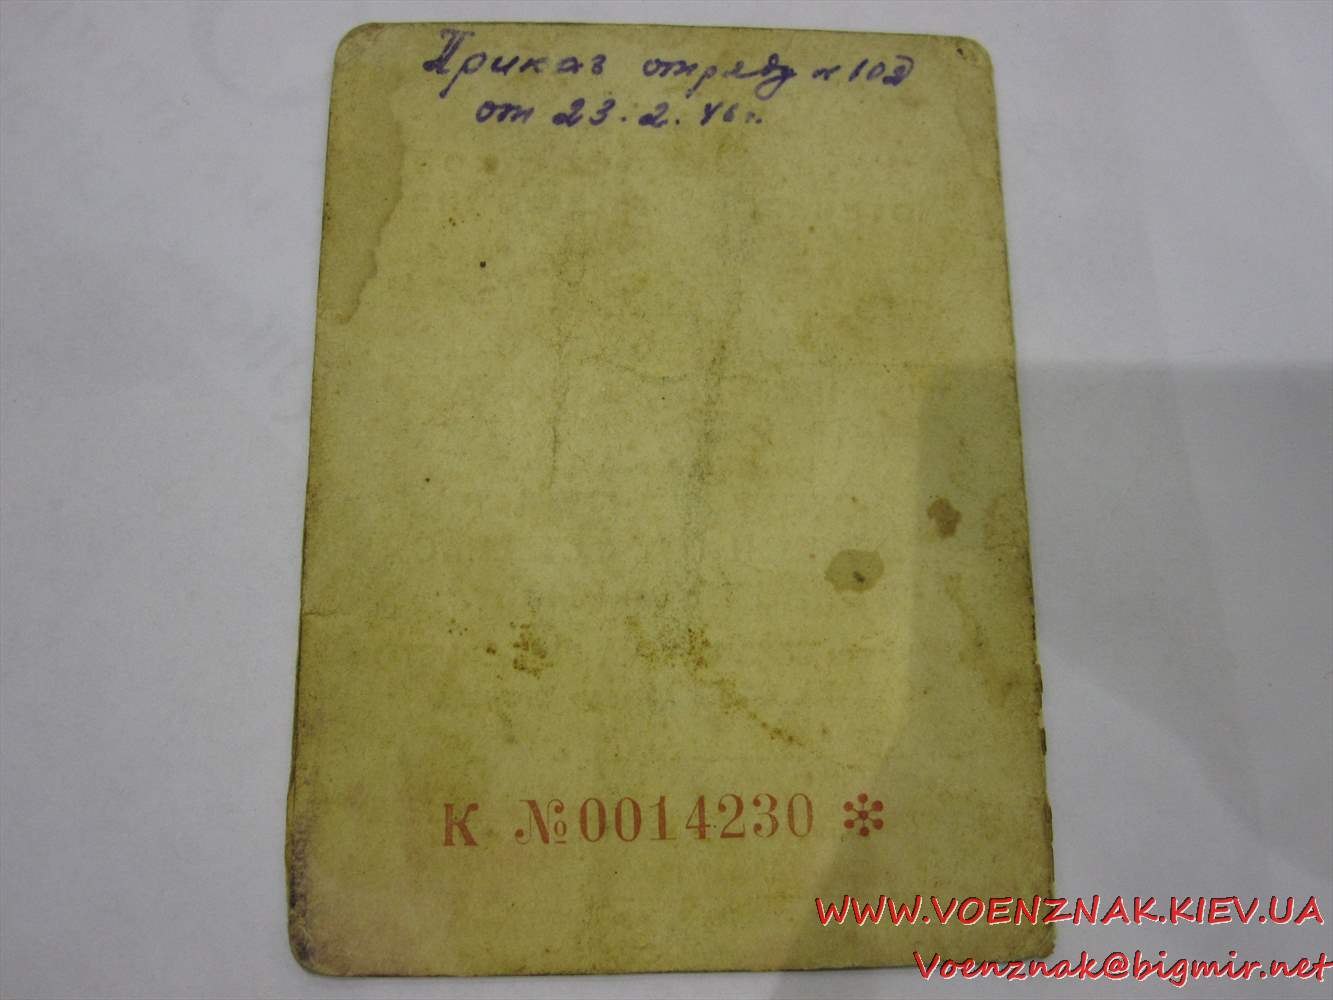 Приказ отряду №102
от 23.2.46 г.
К №0014230
WWW.VOENZNAK.KIEV.UA
Voenznak@bigmir.net